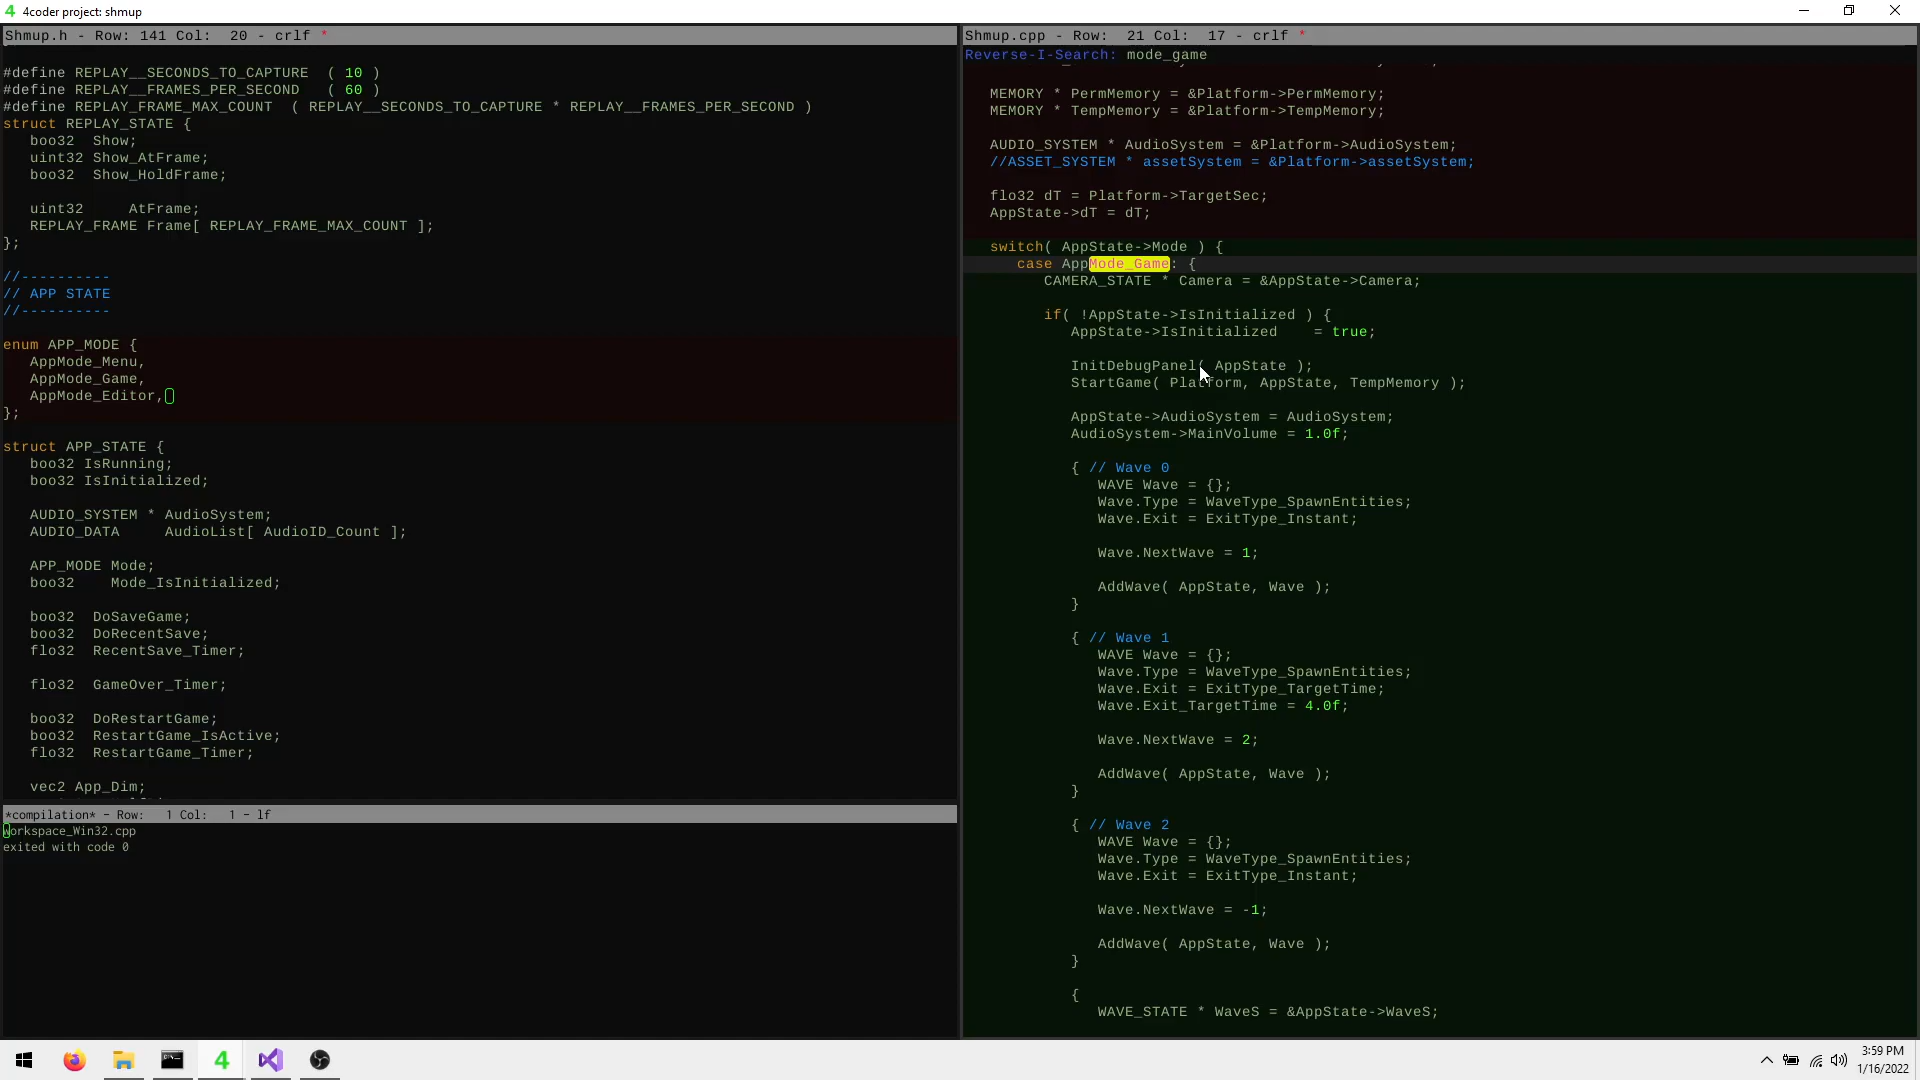 4 4coder project: shmup
Shmup.h - Row: 141 Col: 20 - crlf *
#define REPLAY__SECONDS_TO_CAPTURE ( 10 )
#define REPLAY__FRAMES_PER_SECOND ( 60 )
#define REPLAY_FRAME_MAX_COUNT ( REPLAY__SECONDS_TO_CAPTURE * REPLAY__FRAMES_PER_SECOND )
struct REPLAY_STATE {
boo32 Show;
uint32 Show_AtFrame;
boo32 Show_HoldFrame;
uint32 AtFrame;
REPLAY_FRAME Frame[ REPLAY_FRAME_MAX_COUNT ];
};
//----------
// APP STATE
//----------
enum APP_MODE {
AppMode_Menu,
AppMode_Game,
AppMode_Editor,
};
struct APP_STATE {
boo32 IsRunning;
boo32 IsInitialized;
AUDIO_SYSTEM * AudioSystem;
AUDIO_DATA AudioList[ AudioID_Count ];
APP_MODE Mode;
boo32 Mode_IsInitialized;
boo32 DoSaveGame;
boo32 DoRecentSave;
flo32 RecentSave_Timer;
flo32 GameOver_Timer;
boo32 DoRestartGame;
boo32 RestartGame_IsActive;
flo32 RestartGame_Timer;
vec2 App_Dim;
*compilation* - Row: 1 Col: 1 - lf
workspace_Win32.cpp
exited with code 0
Shmup.cpp - Row: 21 Col: 17 - crlf *
Reverse-I-Search: mode_game
MEMORY * PermMemory = &Platform->PermMemory;
MEMORY * TempMemory = &Platform->TempMemory;
AUDIO_SYSTEM * AudioSystem = &Platform->AudioSystem;
//ASSET_SYSTEM * assetSystem = &Platform->assetSystem;
flo32 dT = Platform->TargetSec;
AppState->dT = dT;
switch( AppState->Mode ) {
case AppMode_Game: {
CAMERA_STATE * Camera = &AppState->Camera;
if( !AppState->IsInitialized ) {
AppState->IsInitialized = true;
InitDebugPanel( AppState );
StartGame( Platform, AppState, TempMemory );
AppState->AudioSystem = AudioSystem;
AudioSystem->MainVolume = 1.0f;
{ // Wave 0
WAVE Wave = {};
Wave.Type = WaveType_SpawnEntities;
Wave.Exit = ExitType_Instant;
Wave.NextWave = 1;
AddWave( AppState, Wave );
}
{ // Wave 1
WAVE Wave = {};
Wave.Type = WaveType_SpawnEntities;
Wave.Exit = ExitType_TargetTime;
Wave.Exit_TargetTime = 4.0f;
Wave.NextWave = 2;
AddWave( AppState, Wave );
}
{ // Wave 2
WAVE Wave = {};
Wave.Type = WaveType_SpawnEntities;
Wave.Exit = ExitType_Instant;
Wave.NextWave = -1;
AddWave( AppState, Wave );
}
{
WAVE_STATE * WaveS = &AppState->WaveS;
4
3:59 PM
1/16/2022